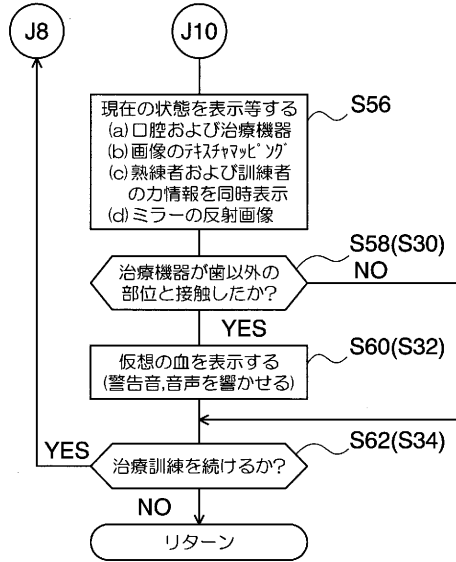 J8
J10
現在の状態を表示等する
(a)口腔および治療機器
(b)画像のﾃｷｽﾁｬﾏｯﾋﾟﾝｸﾞ
(c)熟練者および訓練者
の力情報を同時表示
(d)ミラーの反射画像
S56
治療機器が歯以外の
部位と接触したか?
S58(S30)
NO
YES
仮想の血を表示する
(警告音,音声を響かせる)
S60(S32)
治療訓練を続けるか?
S62(S34)
YES
NO
リターン